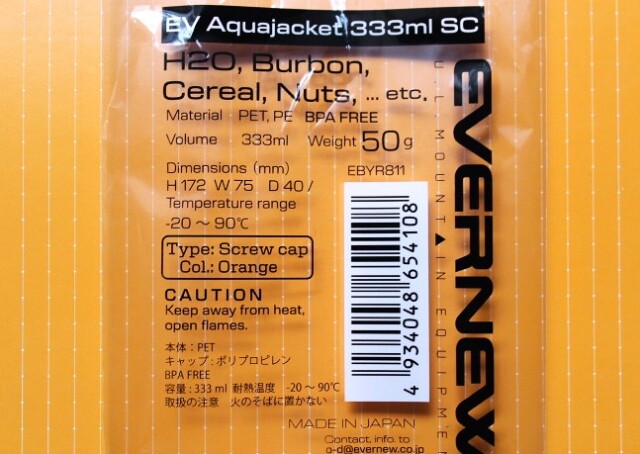 EV Aquajacket 333ml SC
H2O, Burbon,
Cereal, Nuts, ... etc.
Material PET, PE BPA FREE
Volume 333ml Weight 50g
Dimensions (mm) EBYR811
H 172 W 75 D 40 /
Temperature range
-20 ～ 90℃
Type: Screw cap
Col.: Orange
CAUTION
Keep away from heat,
open flames.
本体 : PET
キャップ : ポリプロピレン
BPA FREE
容量 : 333 ml 耐熱温度 -20 ～ 90℃
取扱の注意 火のそばに置かない
MADE IN JAPAN
Contact, info. to
o-d@evernew.co.jp
4 934048 654108
EVERNEW
U.L. MOUNTAIN EQUIPMEN